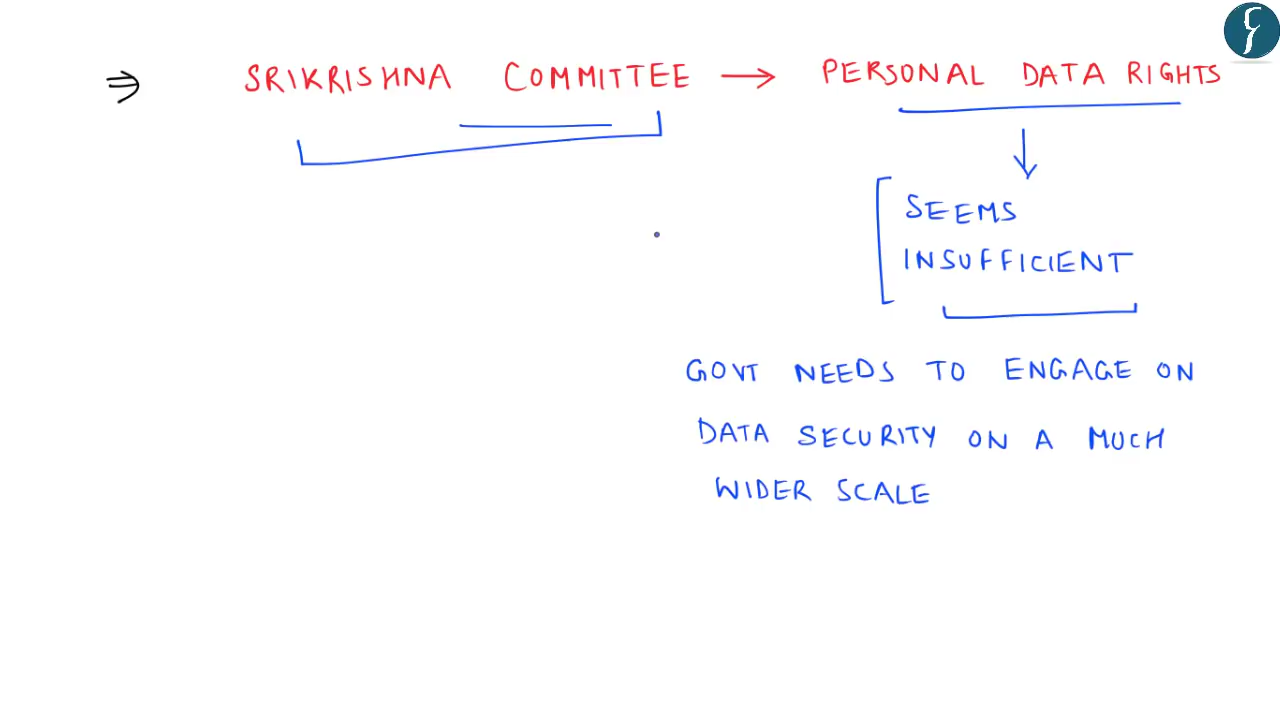 ⇒ SRIKRISHNA COMMITTEE → PERSONAL DATA RIGHTS
SEEMS
INSUFFICIENT
GOVT NEEDS TO ENGAGE ON
DATA SECURITY ON A MUCH
WIDER SCALE